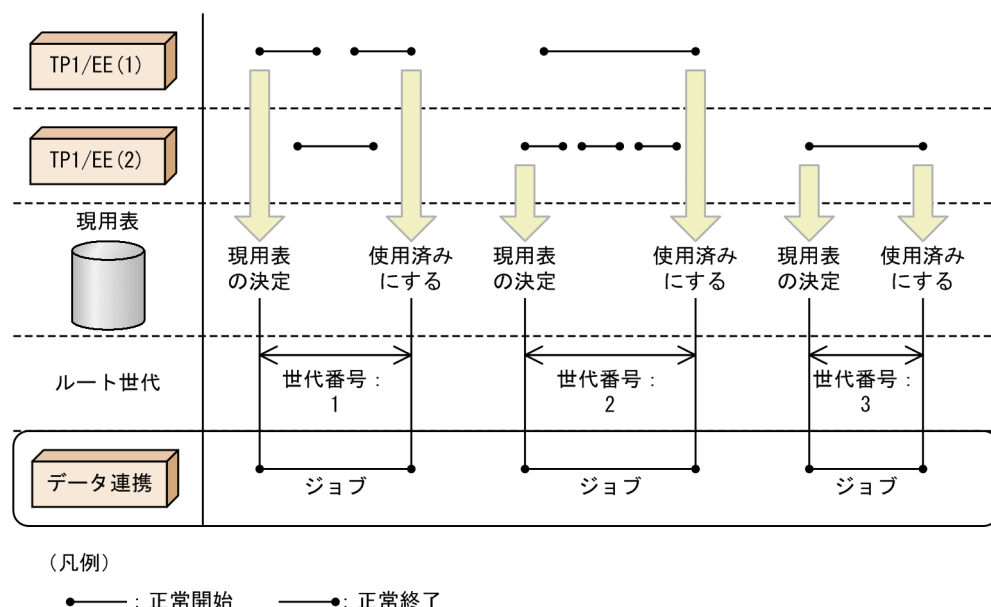 TP1/EE(1)
TP1/EE(2)
現用表
現用表
の決定
使用済み
にする
現用表
の決定
使用済み
にする
現用表
の決定
使用済み
にする
ルート世代
世代番号：
1
世代番号：
2
世代番号：
3
データ連携
ジョブ
ジョブ
ジョブ
(凡例)
：正常開始
：正常終了